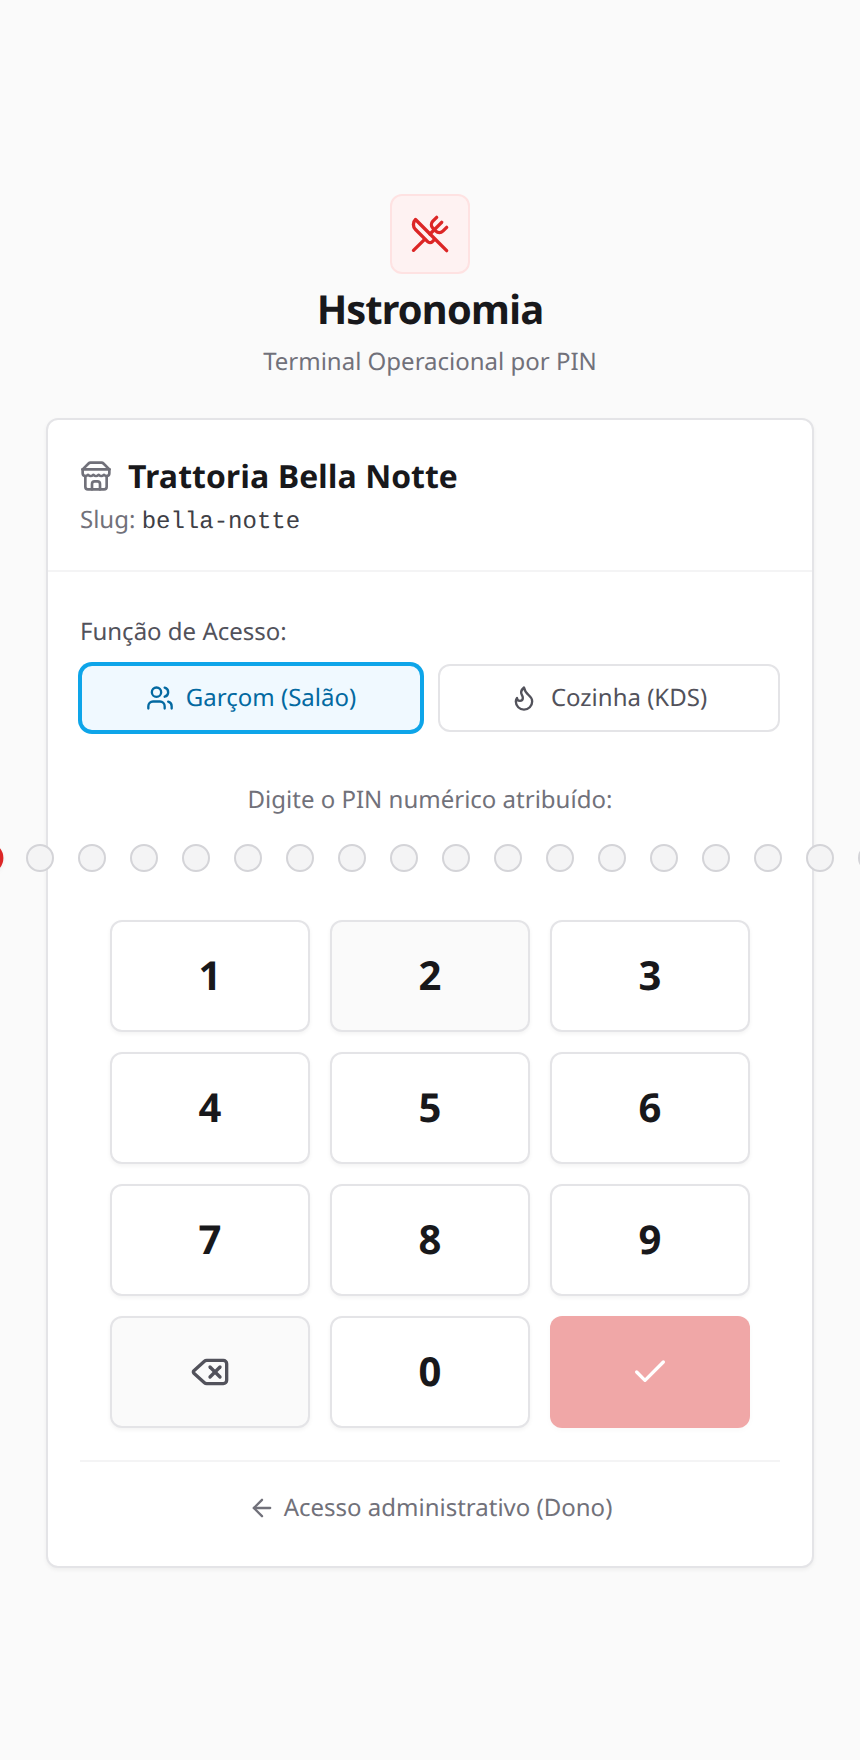 Hstronomia
Terminal Operacional por PIN
Trattoria Bella Notte
Slug: bella-notte
Função de Acesso:
Garçom (Salão)
Cozinha (KDS)
Digite o PIN numérico atribuído:
1
2
3
4
5
6
7
8
9
0
Acesso administrativo (Dono)